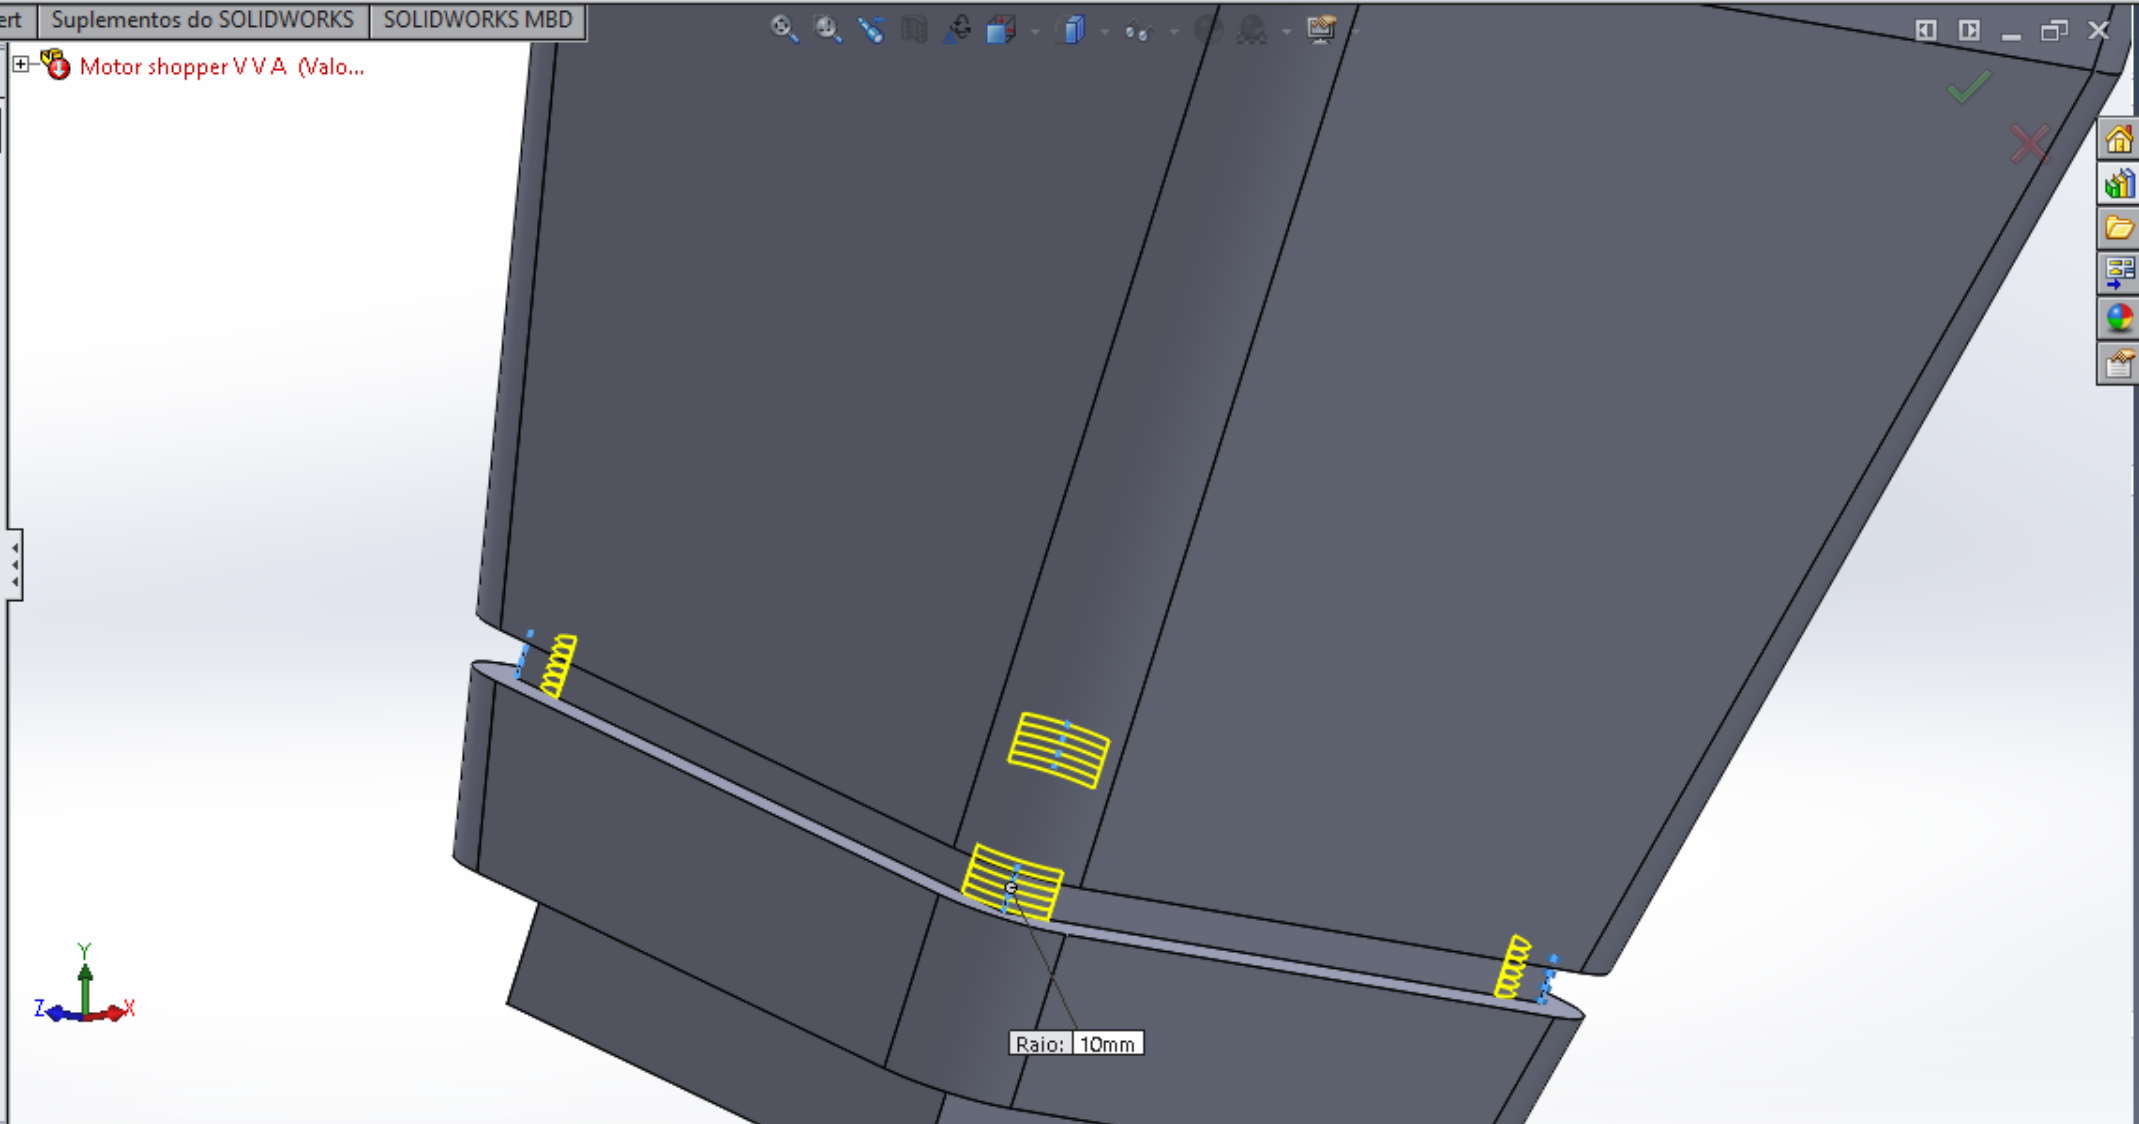 ert
Suplementos do SOLIDWORKS
SOLIDWORKS MBD
Motor shopper V V A (Valo...
Y
Z
X
Raio: 10mm